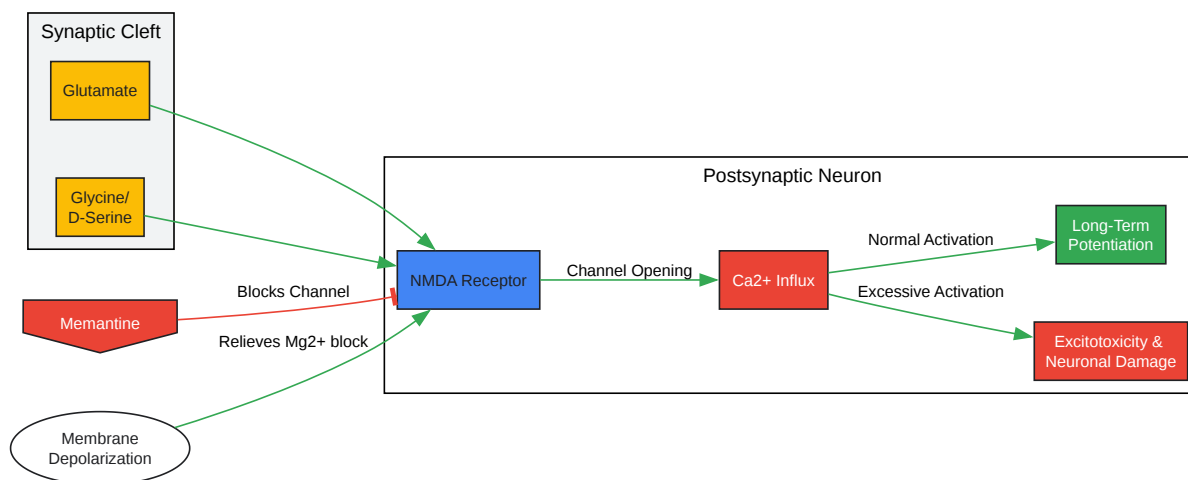 Synaptic Cleft
Glutamate
Glycine/
D-Serine
Memantine
Membrane
Depolarization
Blocks Channel
Relieves Mg2+ block
Postsynaptic Neuron
NMDA Receptor
Channel Opening
Ca2+ Influx
Normal Activation
Excessive Activation
Long-Term
Potentiation
Excitotoxicity &
Neuronal Damage